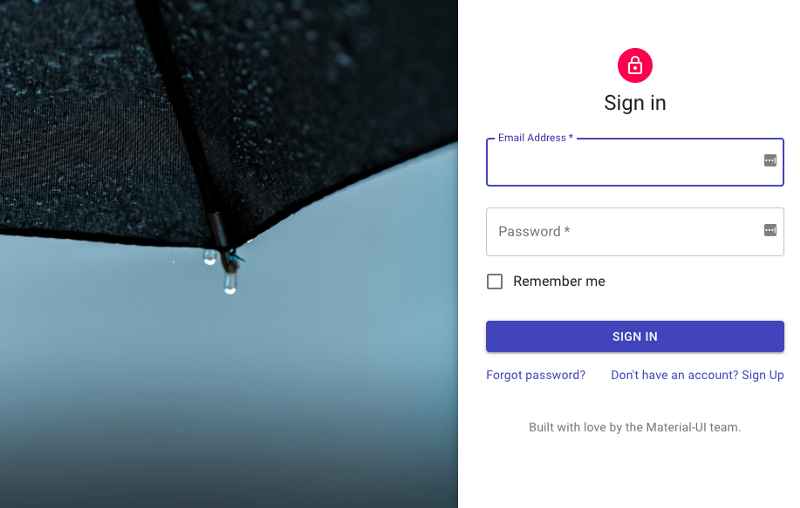 Sign in
Email Address *
Password *
Remember me
SIGN IN
Forgot password? Don't have an account? Sign Up
Built with love by the Material-UI team.